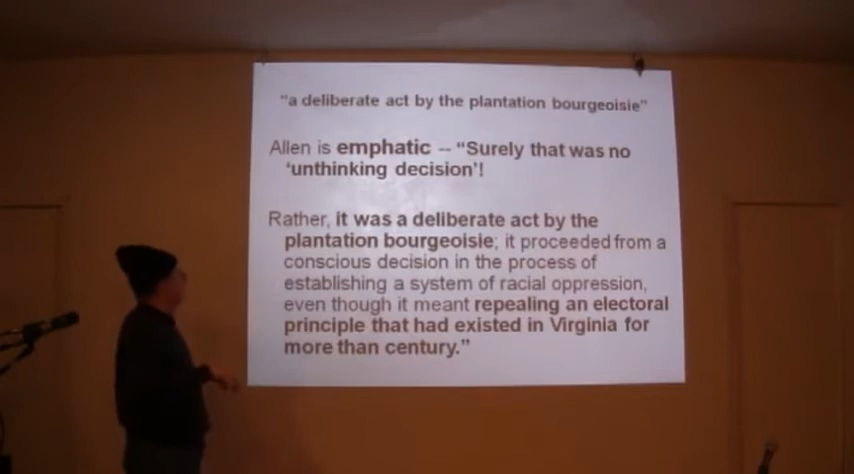 "a deliberate act by the plantation bourgeoisie"
Allen is emphatic -- “Surely that was no
‘unthinking decision’!
Rather, it was a deliberate act by the
plantation bourgeoisie; it proceeded from a
conscious decision in the process of
establishing a system of racial oppression,
even though it meant repealing an electoral
principle that had existed in Virginia for
more than century.”